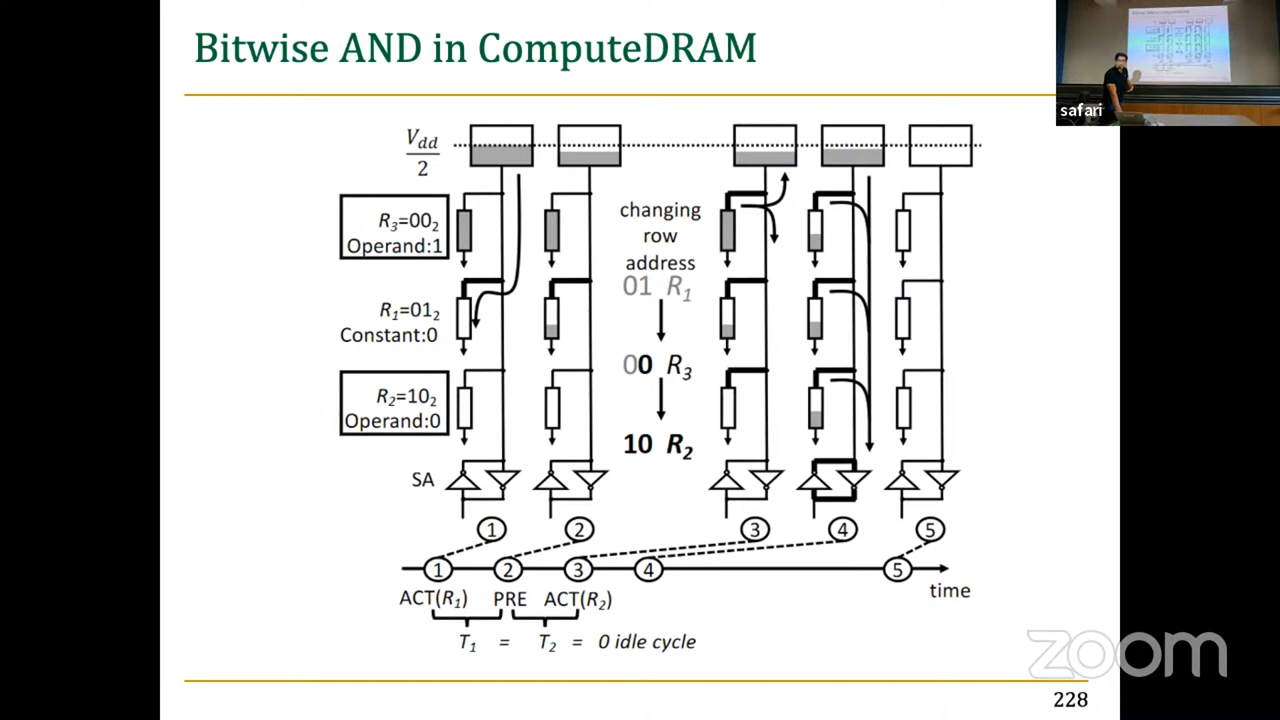 Bitwise AND in ComputeDRAM
safari
Vdd
2
R3=002
Operand:1
R1=012
Constant:0
R2=102
Operand:0
SA
changing
row
address
01 R1
00 R3
10 R2
1 2 3 4 5
1 2 3 4 5
time
ACT(R1) PRE ACT(R2)
T1 = T2 = 0 idle cycle
zoom
228